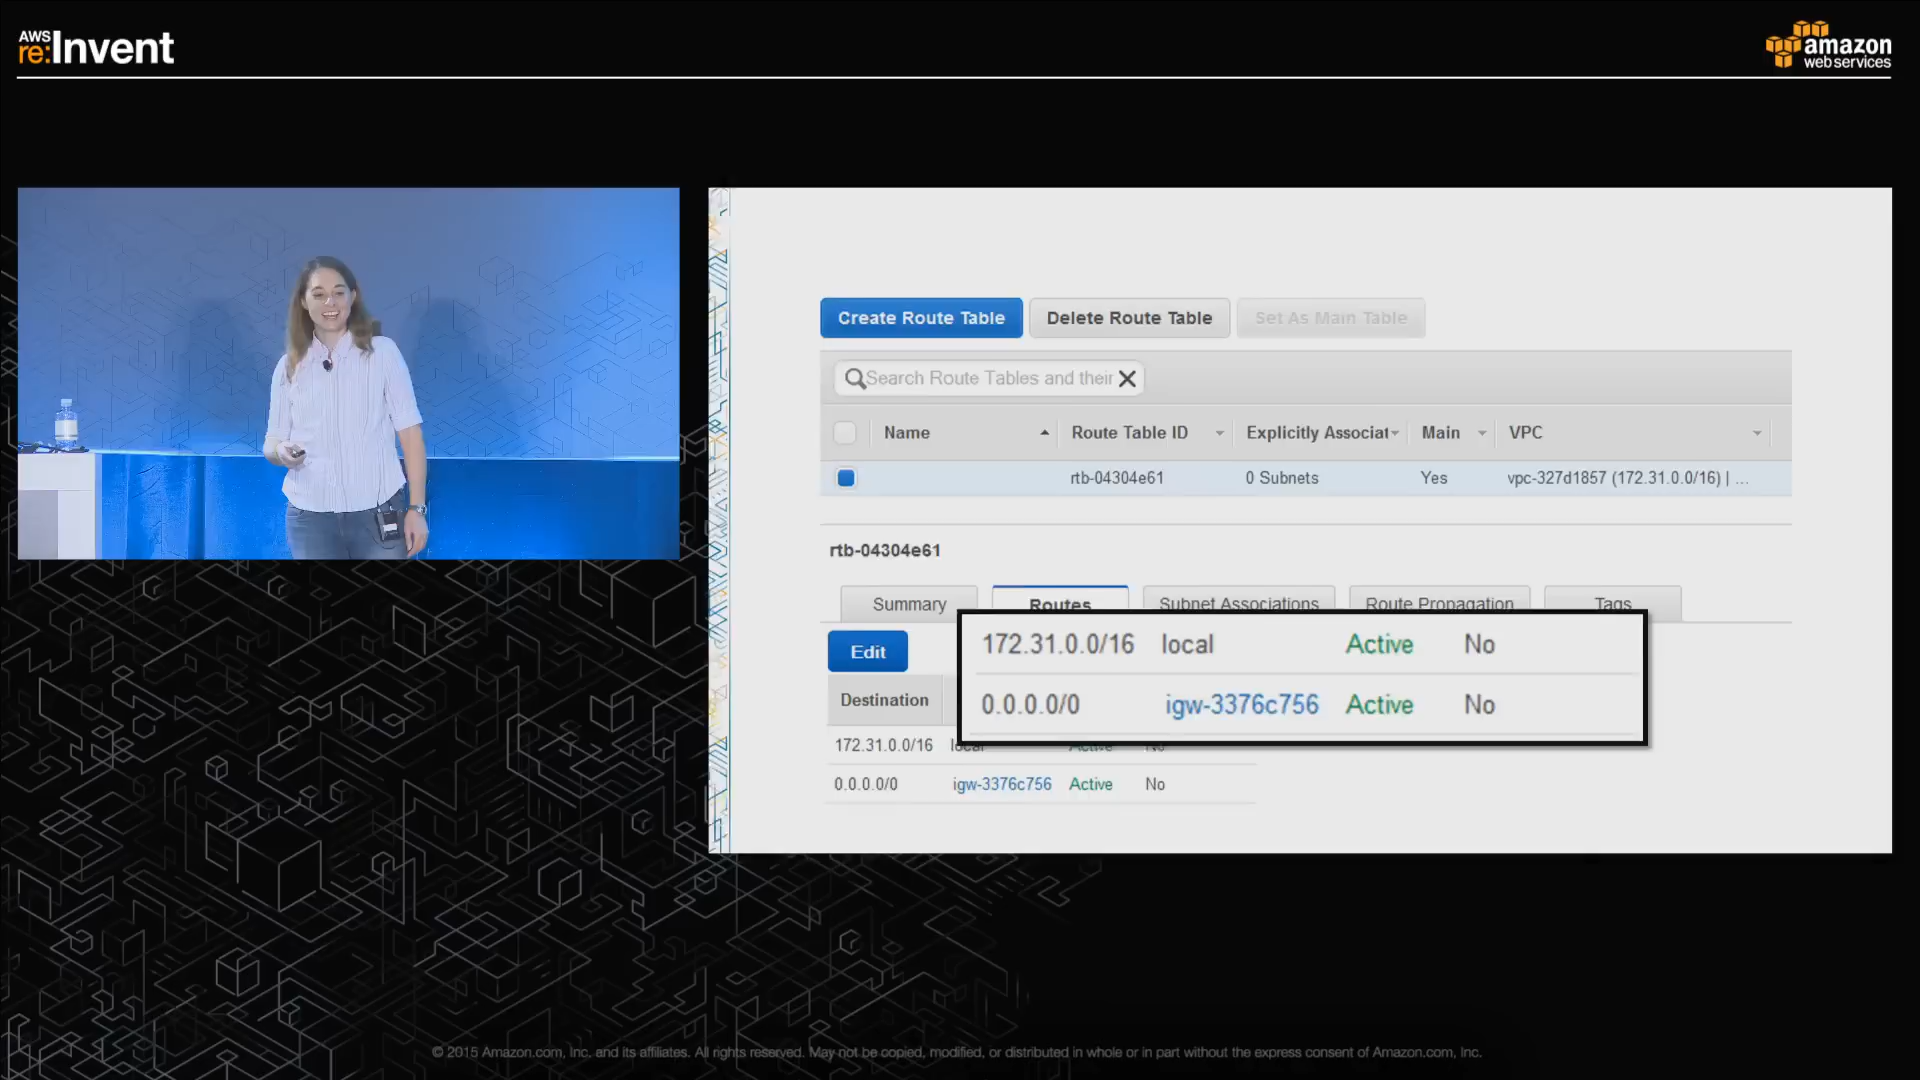 AWS
re:Invent
amazon
web services
Create Route Table
Delete Route Table
Set As Main Table
Search Route Tables and their
Name
Route Table ID
Explicitly Associat
Main
VPC
rtb-04304e61
0 Subnets
Yes
vpc-327d1857 (172.31.0.0/16) | ...
rtb-04304e61
Summary
Routes
Subnet Associations
Route Propagation
Tags
Edit
172.31.0.0/16 local Active No
0.0.0.0/0 igw-3376c756 Active No
Destination
172.31.0.0/16 local Active No
0.0.0.0/0 igw-3376c756 Active No
© 2015 Amazon.com, Inc. and its affiliates. All rights reserved. May not be copied, modified, or distributed in whole or in part without the express consent of Amazon.com, Inc.